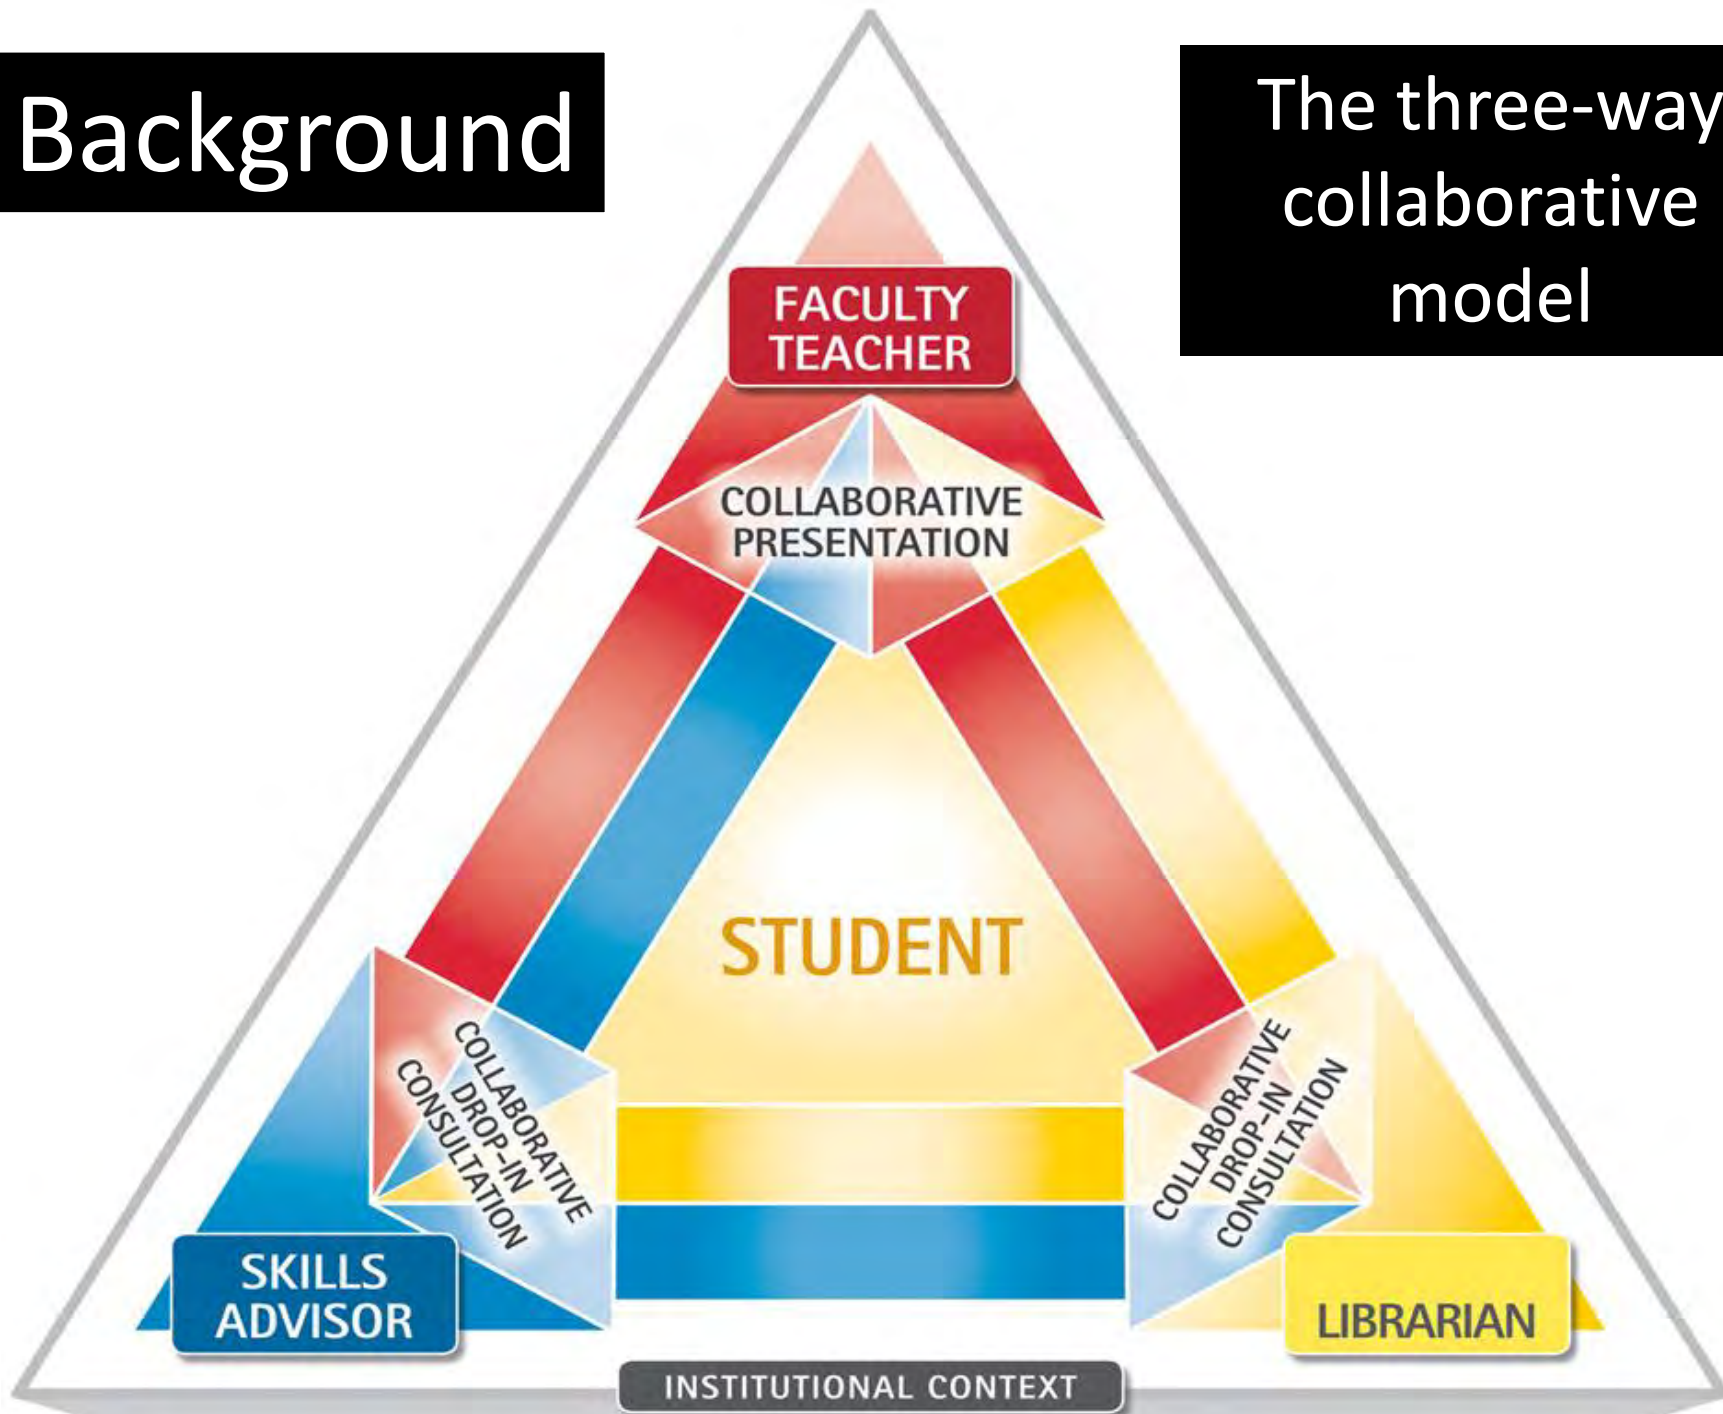 Background
The three-way
collaborative
model
FACULTY
TEACHER
COLLABORATIVE
PRESENTATION
STUDENT
COLLABORATIVE
DROP-IN
CONSULTATION
COLLABORATIVE
DROP-IN
CONSULTATION
SKILLS
ADVISOR
LIBRARIAN
INSTITUTIONAL CONTEXT